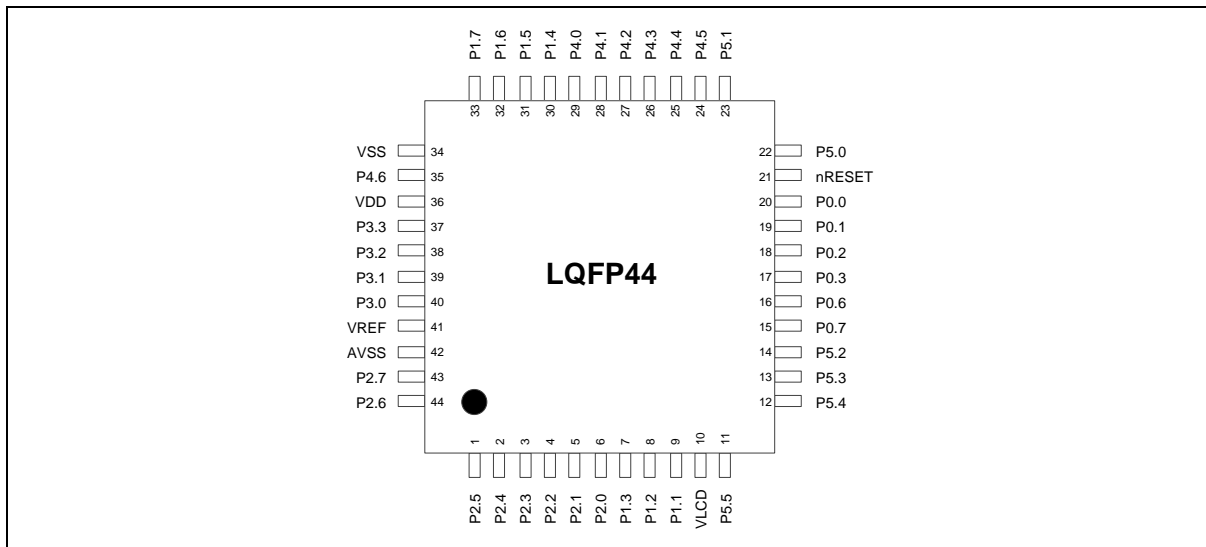 P1.7 P1.6 P1.5 P1.4 P4.0 P4.1 P4.2 P4.3 P4.4 P4.5 P5.1
33 32 31 30 29 28 27 26 25 24 23
VSS 34 22 P5.0
P4.6 35 21 nRESET
VDD 36 20 P0.0
P3.3 37 19 P0.1
P3.2 38 18 P0.2
LQFP44
P3.1 39 17 P0.3
P3.0 40 16 P0.6
VREF 41 15 P0.7
AVSS 42 14 P5.2
P2.7 43 13 P5.3
P2.6 44 12 P5.4
1 2 3 4 5 6 7 8 9 10 11
P2.5 P2.4 P2.3 P2.2 P2.1 P2.0 P1.3 P1.2 P1.1 VLCD P5.5